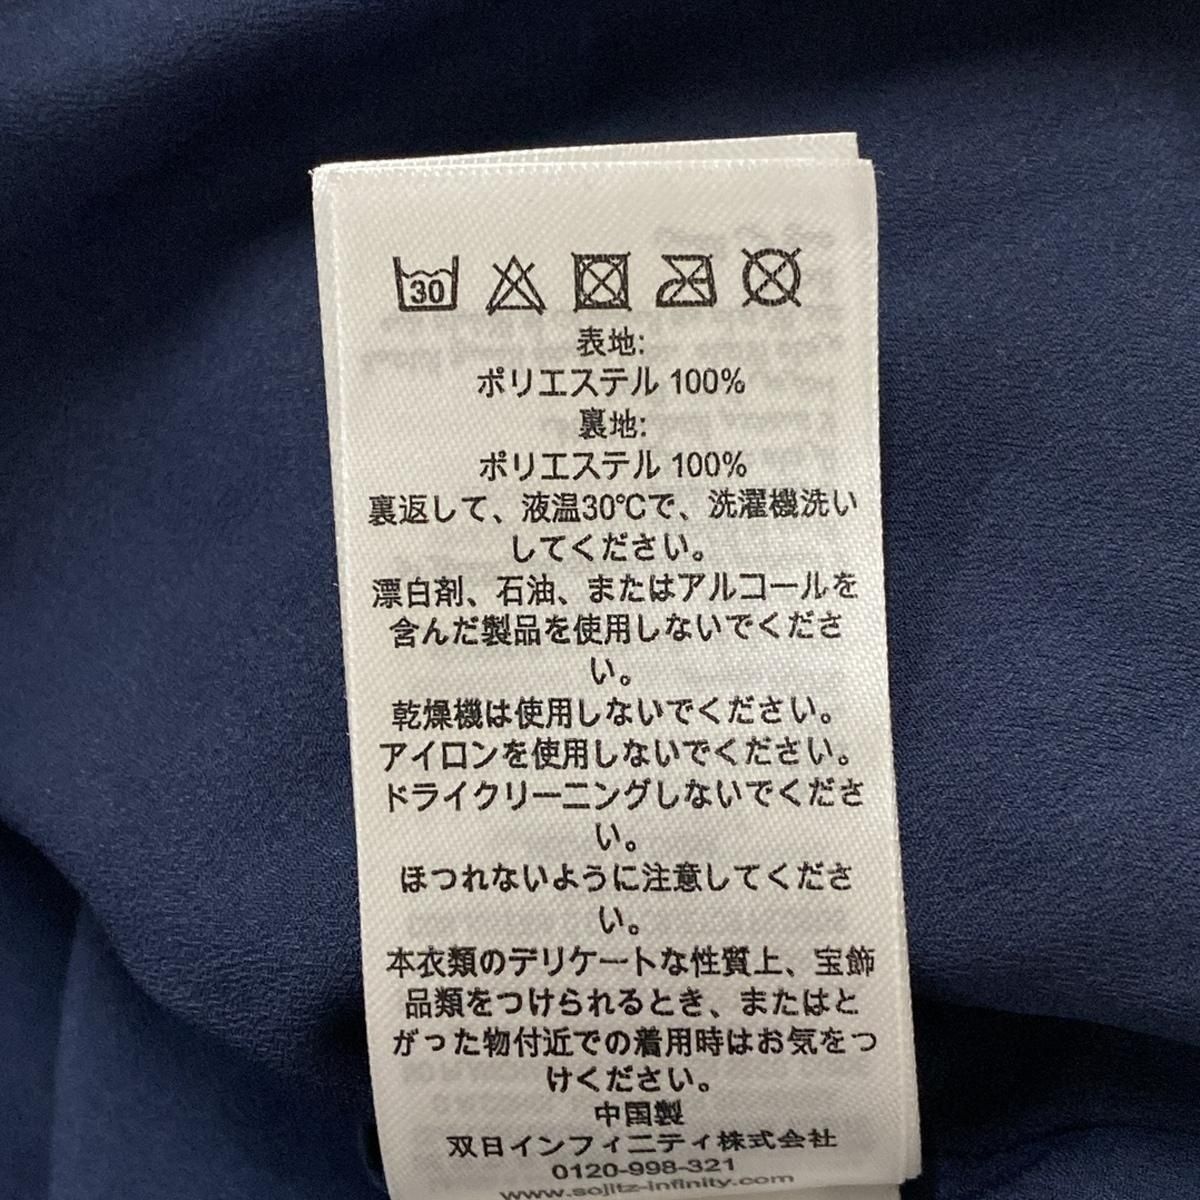 30
表地:
ポリエステル 100%
裏地:
ポリエステル 100%
裏返して、液温30℃で、洗濯機洗い
してください。
漂白剤、石油、またはアルコールを
含んだ製品を使用しないでくださ
い。
乾燥機は使用しないでください。
アイロンを使用しないでください。
ドライクリーニングしないでくださ
い。
ほつれないように注意してくださ
い。
本衣類のデリケートな性質上、宝飾
品類をつけられるとき、またはと
がった物付近での着用時はお気をつ
けください。
中国製
双日インフィニティ株式会社
0120-998-321
www.sojitz-infinity.com